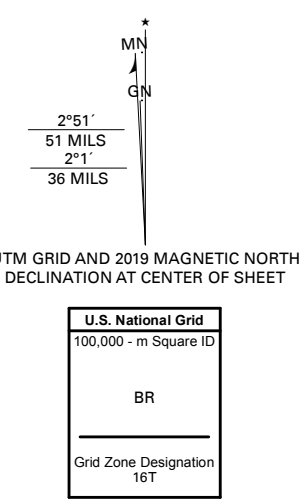 MN
GN
2°51´
51 MILS
2°1´
36 MILS
UTM GRID AND 2019 MAGNETIC NORTH
DECLINATION AT CENTER OF SHEET
U.S. National Grid
100,000 - m Square ID
BR
Grid Zone Designation
16T